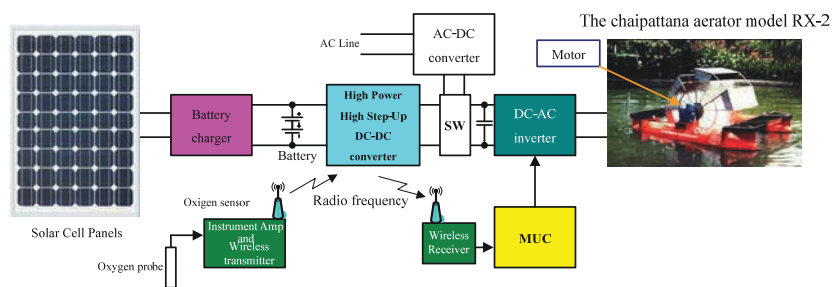 The chaipattana aerator model RX-2
AC Line
AC-DC
converter
Motor
Battery
charger
Battery
High Power
High Step-Up
DC-DC
converter
SW
DC-AC
inverter
Solar Cell Panels
Oxigen sensor
Radio frequency
Instrument Amp
and
Wireless
transmitter
Oxygen probe
Wireless
Receiver
MUC